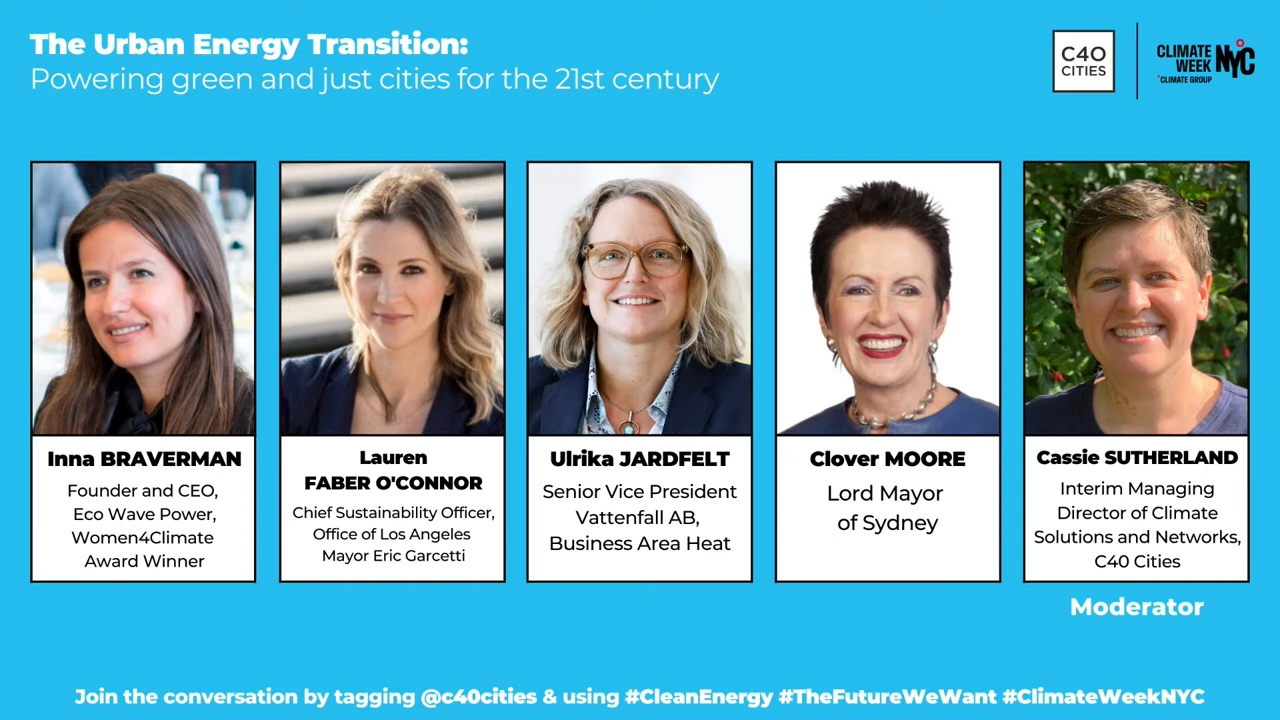 The Urban Energy Transition:
Powering green and just cities for the 21st century
C40
CITIES
CLIMATE
WEEK
NYC
°CLIMATE GROUP
Inna BRAVERMAN
Founder and CEO,
Eco Wave Power,
Women4Climate
Award Winner
Lauren
FABER O'CONNOR
Chief Sustainability Officer,
Office of Los Angeles
Mayor Eric Garcetti
Ulrika JARDFELT
Senior Vice President
Vattenfall AB,
Business Area Heat
Clover MOORE
Lord Mayor
of Sydney
Cassie SUTHERLAND
Interim Managing
Director of Climate
Solutions and Networks,
C40 Cities
Moderator
Join the conversation by tagging @c40cities & using #CleanEnergy #TheFutureWeWant #ClimateWeekNYC